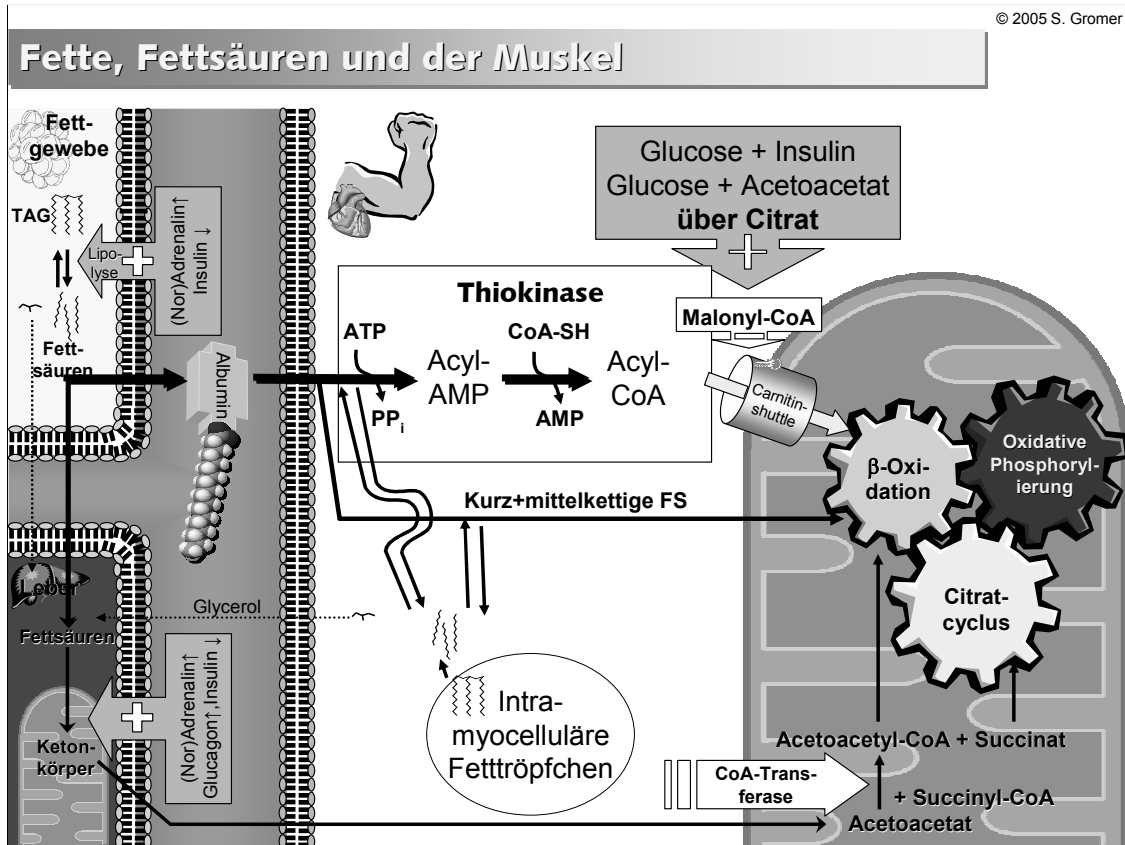 © 2005 S. Gromer
Fette, Fettsäuren und der Muskel
Fett-
gewebe
TAG
Lipo-
lyse
(Nor)Adrenalin↑
Insulin ↓
Fett-
säuren
Albumin
Glucose + Insulin
Glucose + Acetoacetat
über Citrat
Thiokinase
ATP
CoA-SH
Acyl-
AMP
Acyl-
CoA
PPi
AMP
Malonyl-CoA
Carnitin-
shuttle
β-Oxi-
dation
Oxidative
Phosphoryl-
ierung
Citrat-
cyclus
Kurz+mittelkettige FS
Leber
Glycerol
Fettsäuren
(Nor)Adrenalin↑
Glucagon↑,Insulin ↓
Keton-
körper
Intra-
myocelluläre
Fetttröpfchen
Acetoacetyl-CoA + Succinat
CoA-Trans-
ferase
+ Succinyl-CoA
Acetoacetat